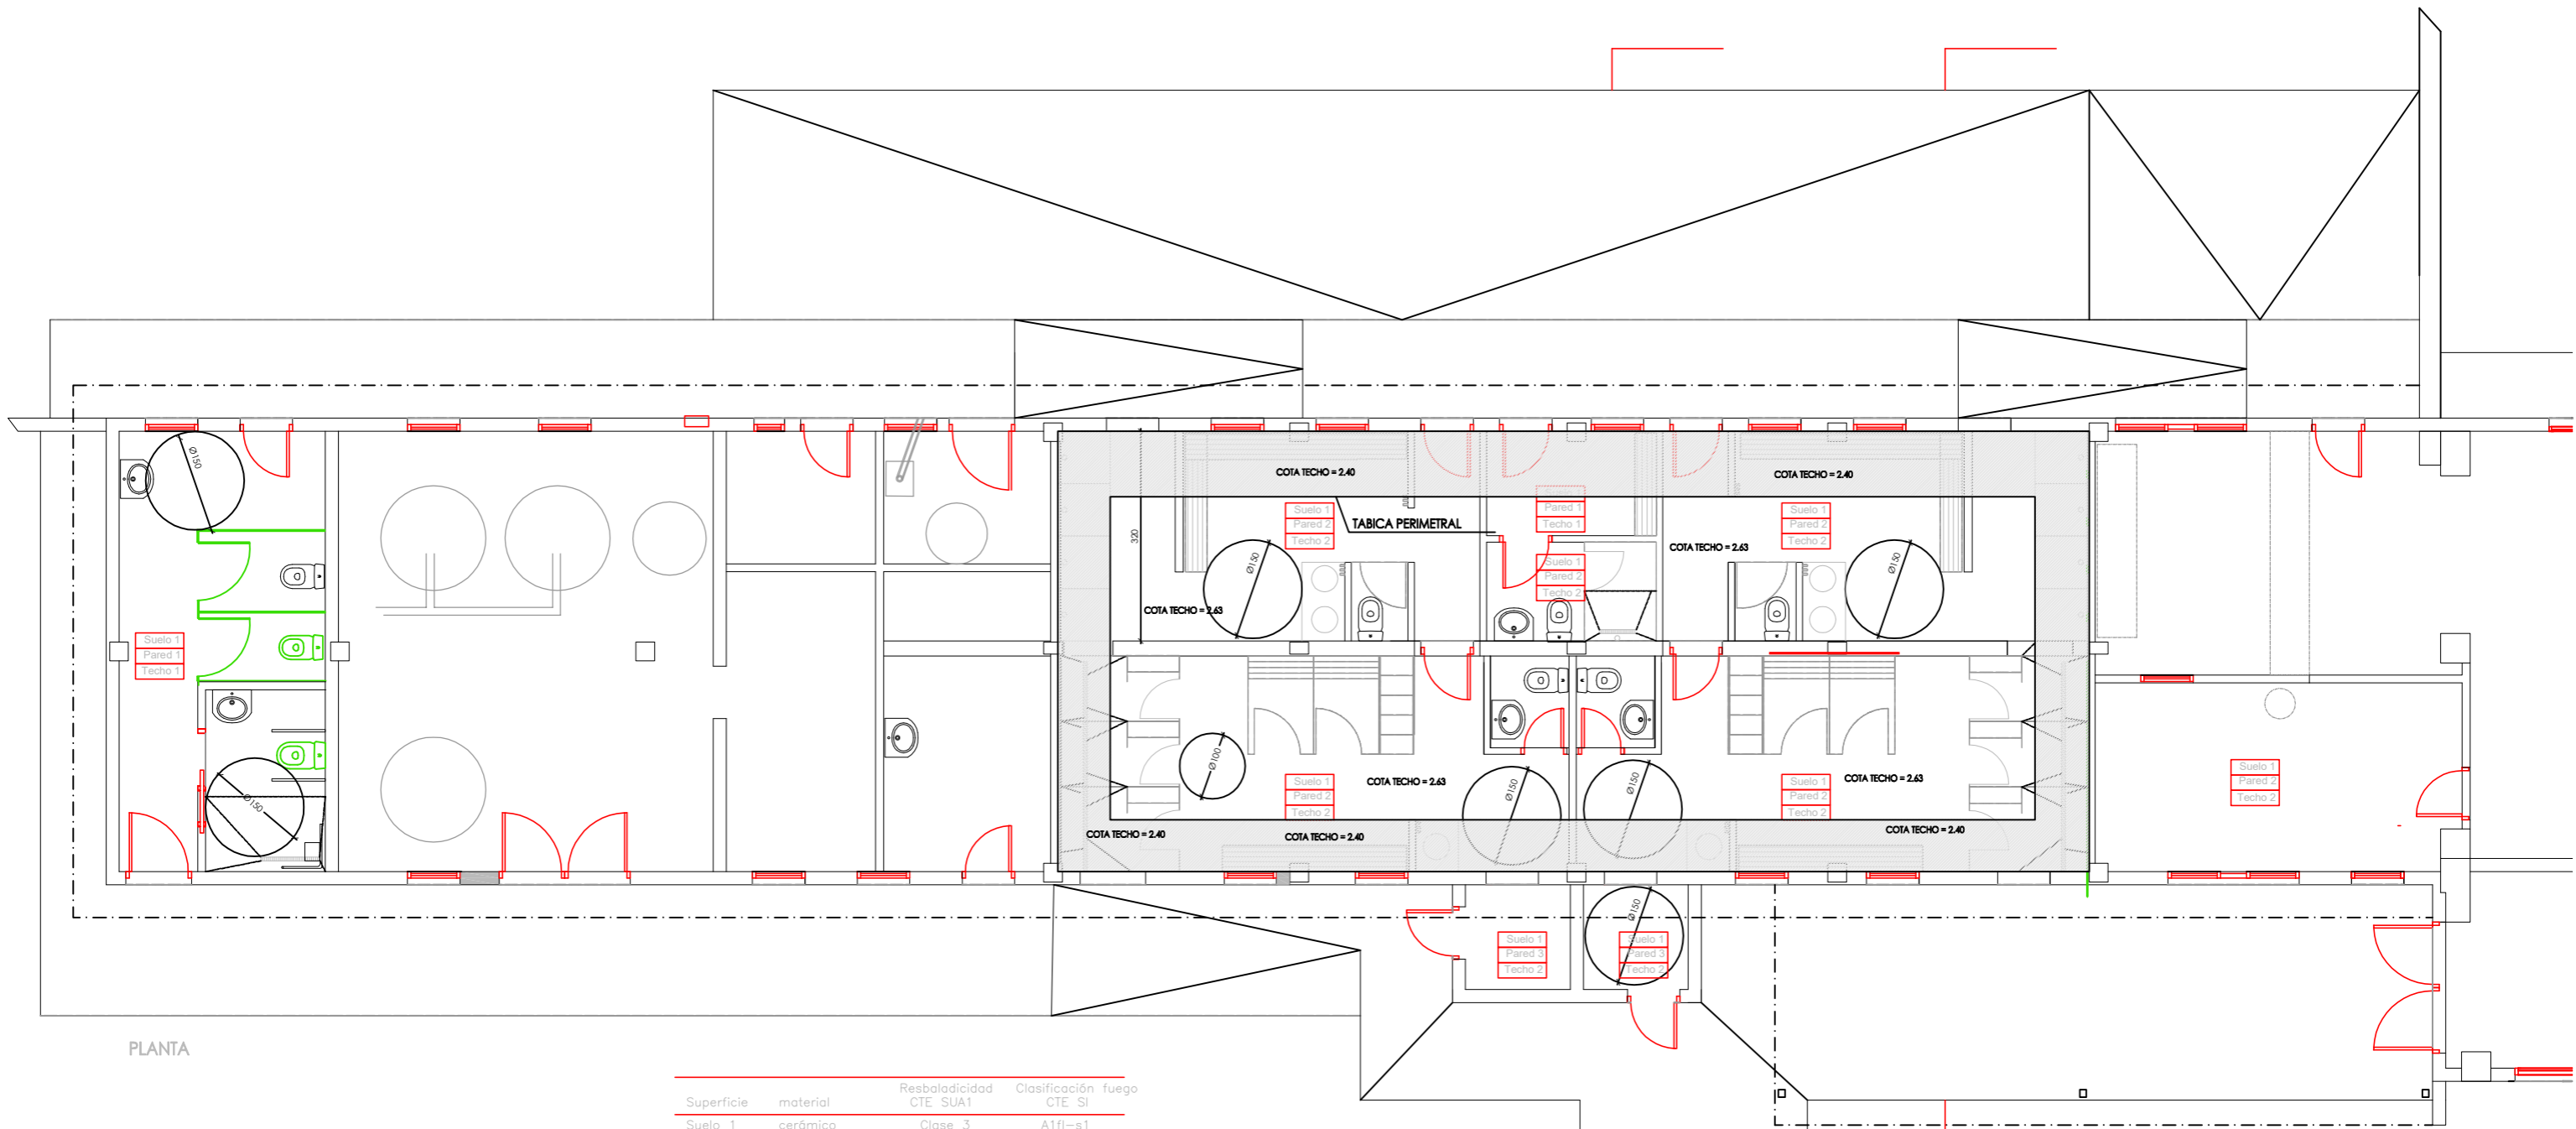 Ø150
COTA TECHO = 2.40
COTA TECHO = 2.40
Suelo 1
Pared 2
Techo 2
TABICA PERIMETRAL
Pared 1
Techo 1
Suelo 1
Pared 2
Techo 2
320
Ø150
COTA TECHO = 2.63
Ø150
Suelo 1
Pared 2
Techo 2
COTA TECHO = 2.63
Suelo 1
Pared 1
Techo 1
Ø150
Ø100
Suelo 1
Pared 2
Techo 2
COTA TECHO = 2.63
Ø150
Ø150
Suelo 1
Pared 2
Techo 2
COTA TECHO = 2.63
Suelo 1
Pared 2
Techo 2
COTA TECHO = 2.40
COTA TECHO = 2.40
COTA TECHO = 2.40
Suelo 1
Pared 3
Techo 2
Ø150
Suelo 1
Pared 3
Techo 2
PLANTA
Superficie material Resbaladicidad CTE SUA1 Clasificación fuego CTE SI
Suelo 1 cerámico Clase 3 A1fl-s1